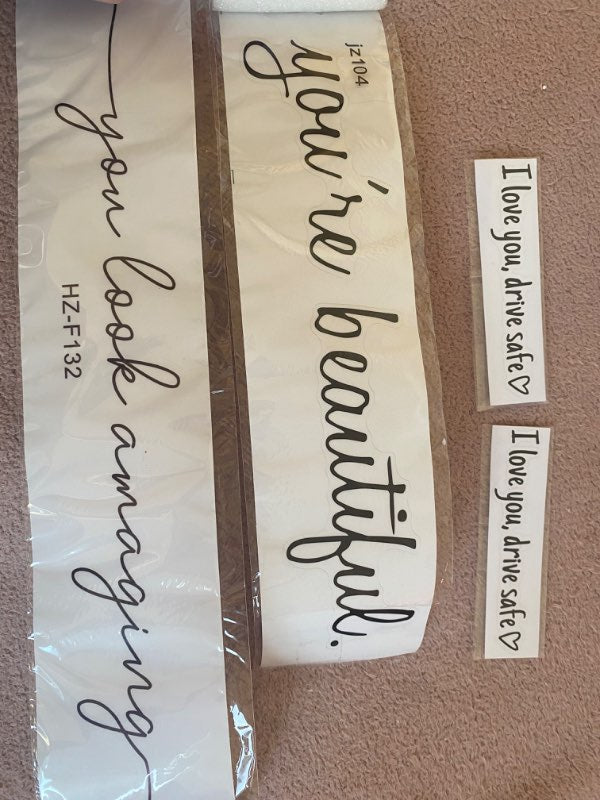 you look amazing
HZ-F132
jz104
you're beautiful.
I love you, drive safe♡
I love you, drive safe♡